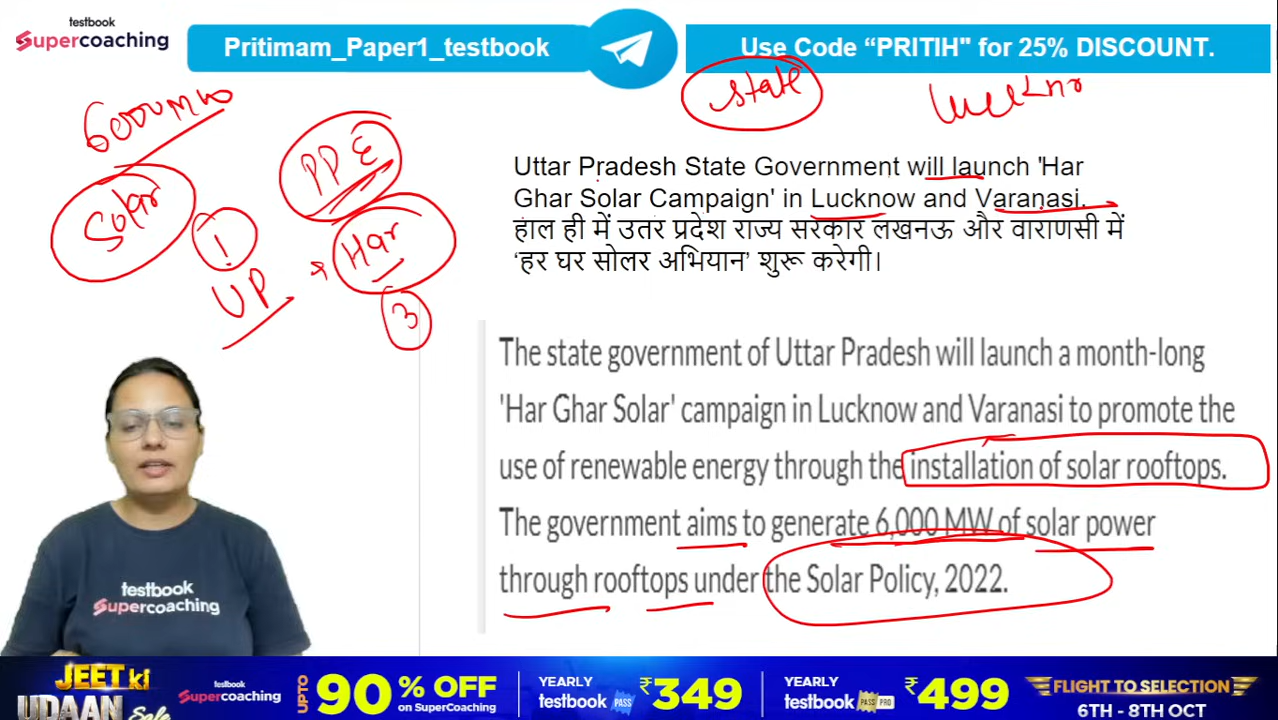 testbook
Supercoaching
Pritimam_Paper1_testbook
Use Code “PRITIH" for 25% DISCOUNT.
state
6000MW
PPE
Solar
1
Har
UP
3
Uttar Pradesh State Government will launch 'Har
Ghar Solar Campaign' in Lucknow and Varanasi.
हाल ही में उतर प्रदेश राज्य सरकार लखनऊ और वाराणसी में
‘हर घर सोलर अभियान’ शुरू करेगी।
The state government of Uttar Pradesh will launch a month-long
'Har Ghar Solar' campaign in Lucknow and Varanasi to promote the
use of renewable energy through the installation of solar rooftops.
The government aims to generate 6,000 MW of solar power
through rooftops under the Solar Policy, 2022.
testbook
Supercoaching
JEET ki
UDAAN Sale
testbook
Supercoaching
UPTO 90% OFF
on SuperCoaching
YEARLY
testbook PASS
₹349
YEARLY
testbook PASS PRO
₹499
FLIGHT TO SELECTION
6TH - 8TH OCT